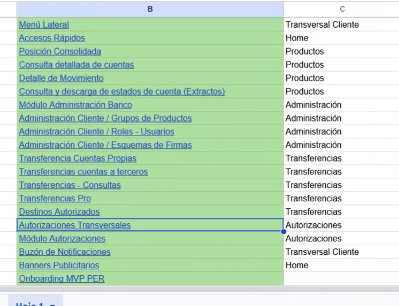 B C
Menú Lateral Transversal Cliente
Accesos Rápidos Home
Posición Consolidada Productos
Consulta detallada de cuentas Productos
Detalle de Movimiento Productos
Consulta y descarga de estados de cuenta (Extractos) Productos
Módulo Administración Banco Administración
Administración Cliente / Grupos de Productos Administración
Administración Cliente / Roles - Usuarios Administración
Administración Cliente / Esquemas de Firmas Administración
Transferencia Cuentas Propias Transferencias
Transferencias cuentas a terceros Transferencias
Transferencias - Consultas Transferencias
Transferencias Pro Transferencias
Destinos Autorizados Transferencias
Autorizaciones Transversales Autorizaciones
Módulo Autorizaciones Autorizaciones
Buzón de Notificaciones Transversal Cliente
Banners Publicitarios Home
Onboarding MVP PER
Hoja 1